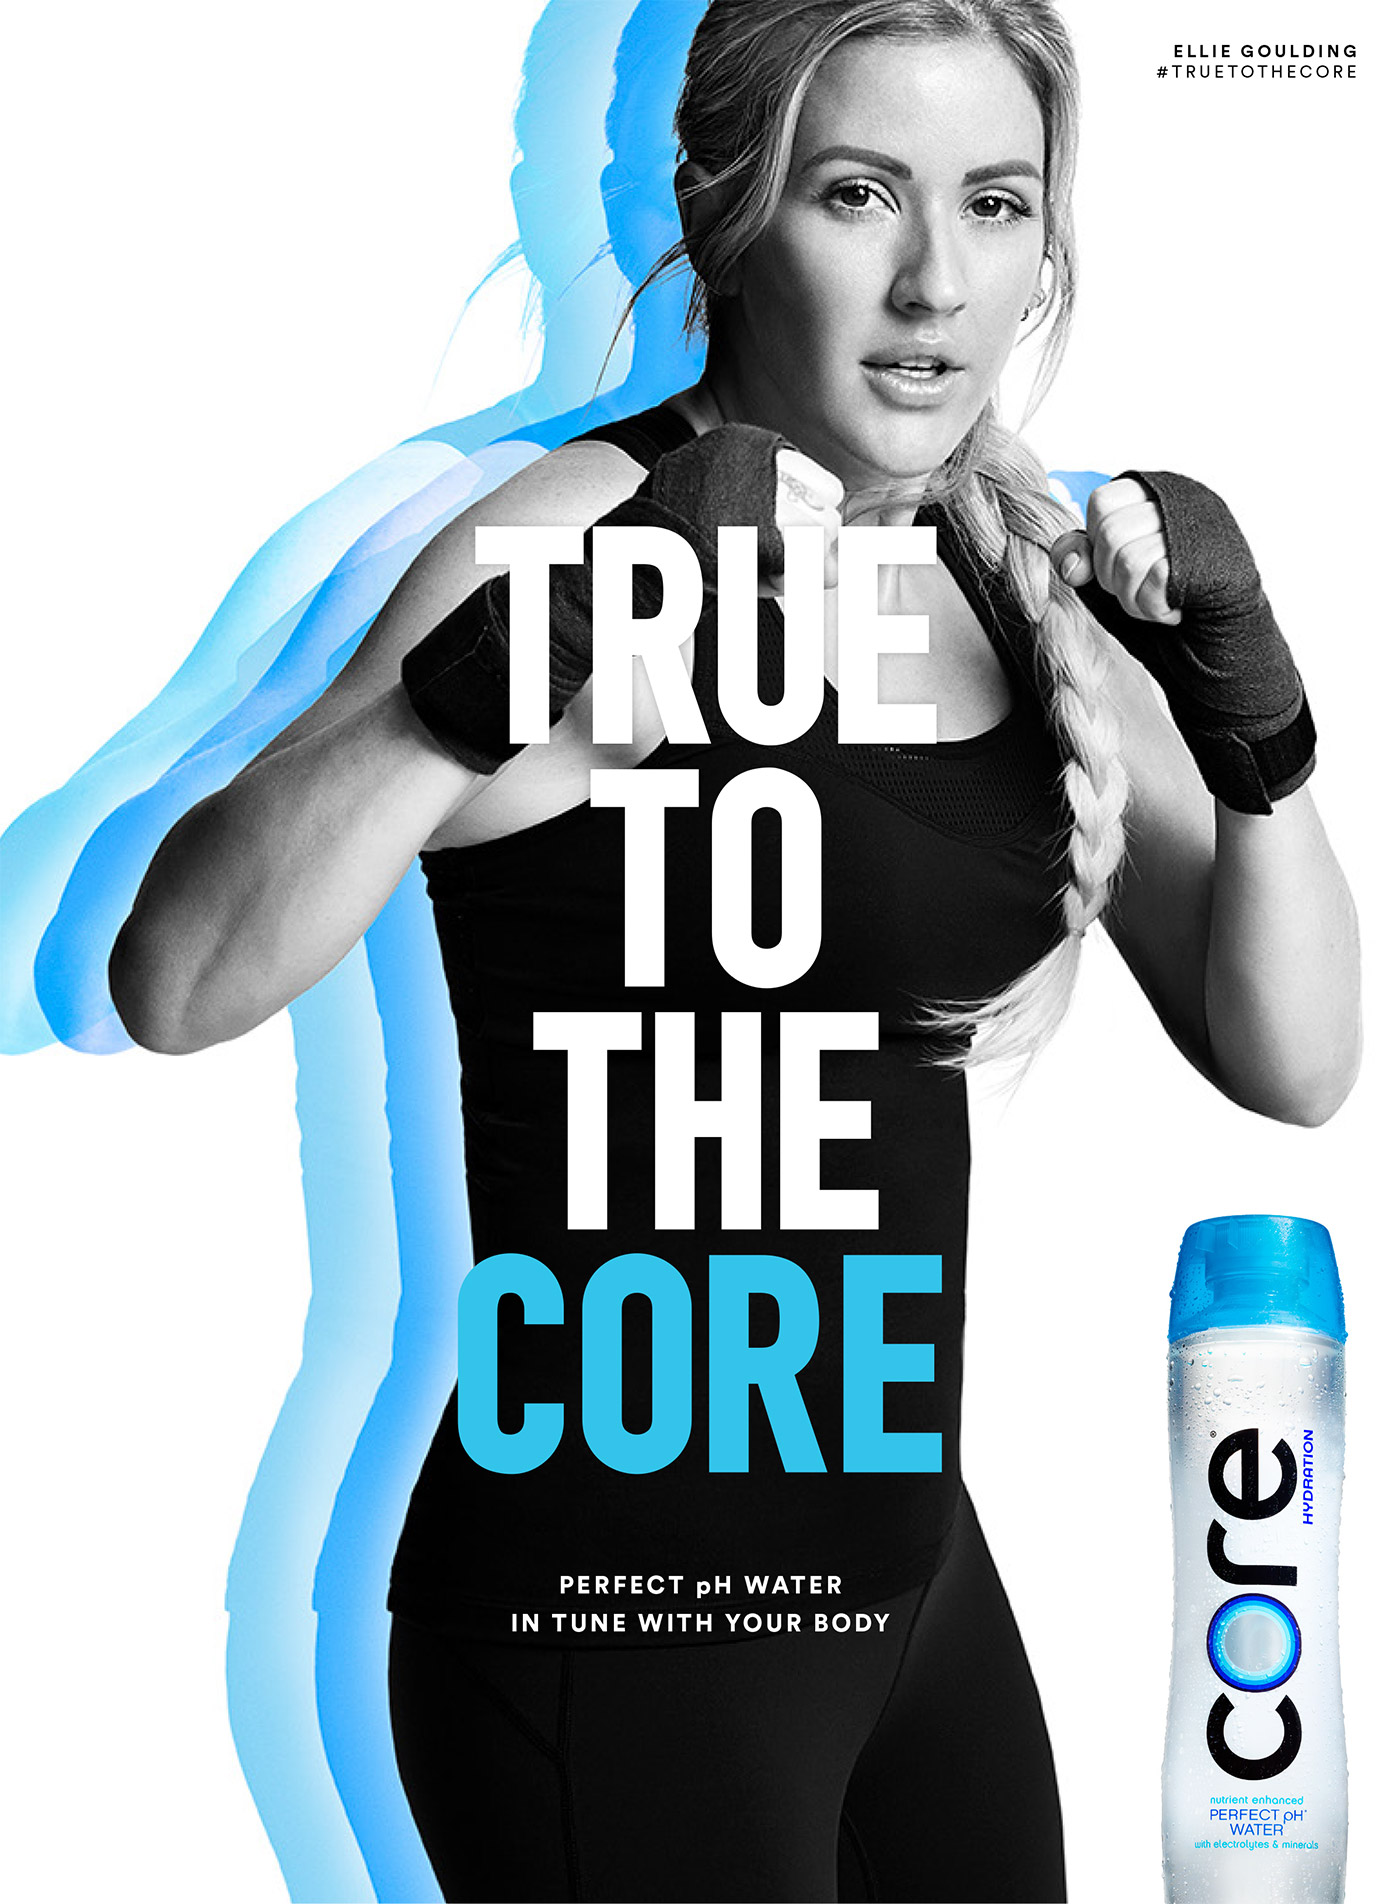 ELLIE GOULDING
#TRUETOTHECORE
TRUE
TO
THE
CORE
PERFECT pH WATER
IN TUNE WITH YOUR BODY
core®
HYDRATION
nutrient enhanced
PERFECT pH*
WATER
with electrolytes & minerals